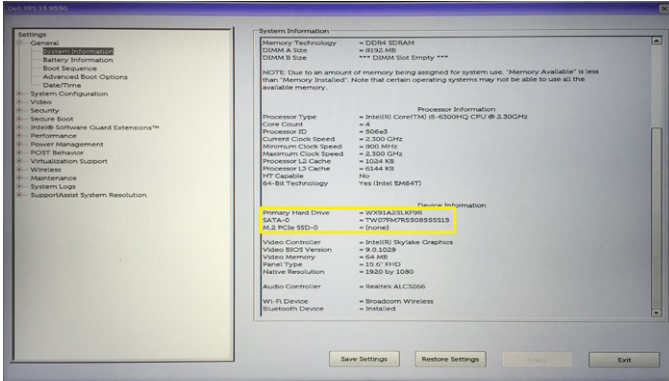 Dell XPS 15 9550
Settings
General
System Information
Battery Information
Boot Sequence
Advanced Boot Options
Date/Time
System Configuration
Video
Security
Secure Boot
Intel® Software Guard Extensions™
Performance
Power Management
POST Behavior
Virtualization Support
Wireless
Maintenance
System Logs
SupportAssist System Resolution
System Information
Memory Technology = DDR4 SDRAM
DIMM A Size = 8192 MB
DIMM B Size *** DIMM Slot Empty ***
NOTE: Due to an amount of memory being assigned for system use, "Memory Available" is less
than "Memory Installed". Note that certain operating systems may not be able to use all the
available memory.
Processor Information
Processor Type = Intel(R) Core(TM) i5-6300HQ CPU @ 2.30GHz
Core Count = 4
Processor ID = 506e3
Current Clock Speed = 2.300 GHz
Minimum Clock Speed = 800 MHz
Maximum Clock Speed = 2.300 GHz
Processor L2 Cache = 1024 KB
Processor L3 Cache = 6144 KB
HT Capable No
64-Bit Technology Yes (Intel EM64T)
Device Information
Primary Hard Drive
SATA-0
M.2 PCIe SSD-0 = (none)
Video Controller = Intel(R) Skylake Graphics
Video BIOS Version = 9.0.1029
Video Memory = 64 MB
Panel Type = 15.6" FHD
Native Resolution = 1920 by 1080
Audio Controller = Realtek ALC3266
Wi-Fi Device = Broadcom Wireless
Bluetooth Device = Installed
Save Settings
Restore Settings
Apply
Exit